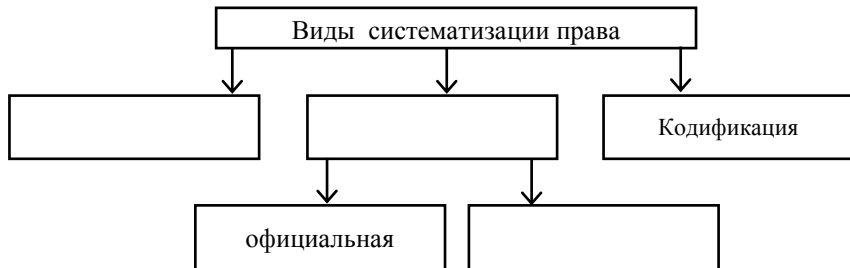 Виды систематизации права
Кодификация
официальная